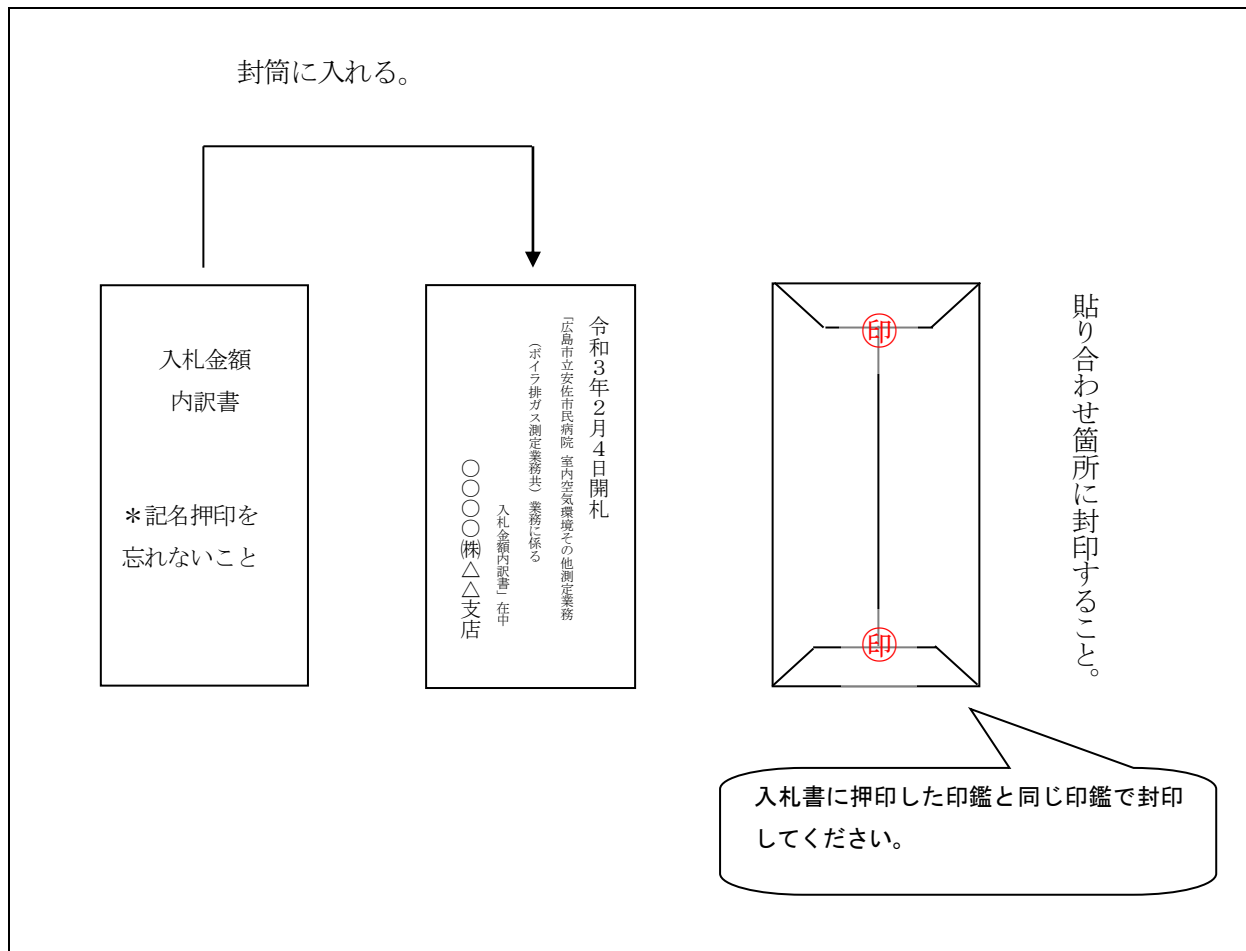 封筒に入れる。
入札金額
内訳書
＊記名押印を
忘れないこと
令和３年２月４日開札
「広島市立安佐市民病院 室内空気環境その他測定業務
（ボイラ排ガス測定業務共）業務に係る
入札金額内訳書」在中
〇〇〇〇㈱△△支店
印
印
貼り合わせ箇所に封印すること。
入札書に押印した印鑑と同じ印鑑で封印
してください。